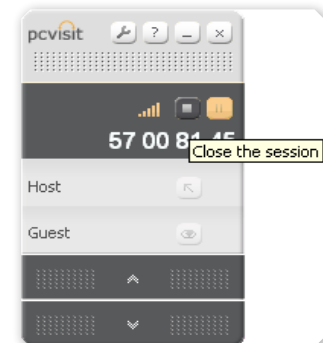 pcvisit ?
57 00 81 45
Close the session
Host
Guest